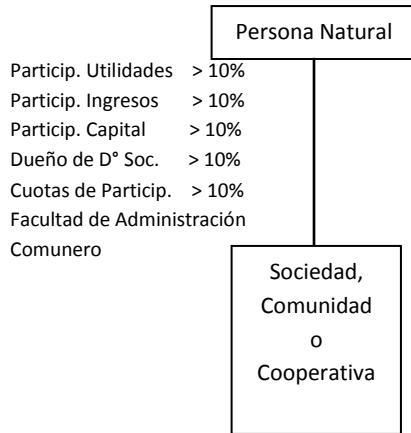 Persona Natural
Particip. Utilidades > 10%
Particip. Ingresos > 10%
Particip. Capital > 10%
Dueño de D° Soc. > 10%
Cuotas de Particip. > 10%
Facultad de Administración
Comunero
Sociedad,
Comunidad
o
Cooperativa